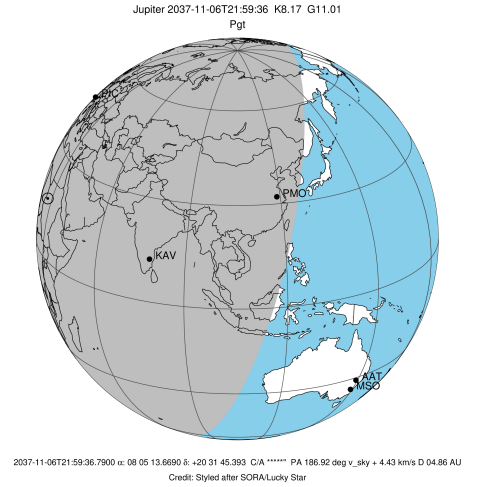 Jupiter 2037-11-06T21:59:36 K8.17 G11.01
Pgt
PIC
PMO
KAV
AAT
MSO
2037-11-06T21:59:36.7900 α: 08 05 13.6690 δ: +20 31 45.393 C/A *****" PA 186.92 deg v_sky + 4.43 km/s D 04.86 AU
Credit: Styled after SORA/Lucky Star